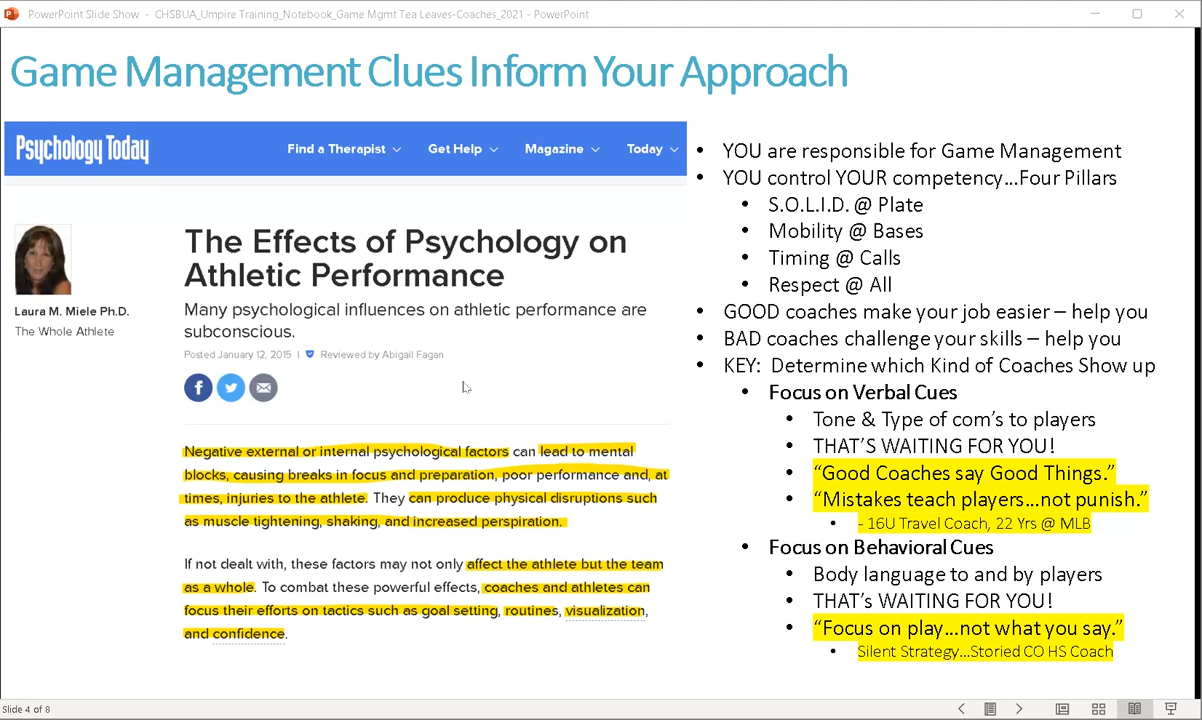 PowerPoint Slide Show - CHSBUA_Umpire Training_Notebook_Game Mgmt Tea Leaves-Coaches_2021 - PowerPoint
Game Management Clues Inform Your Approach
Psychology Today
Find a Therapist
Get Help
Magazine
Today
Laura M. Miele Ph.D.
The Whole Athlete
The Effects of Psychology on
Athletic Performance
Many psychological influences on athletic performance are
subconscious.
Posted January 12, 2015 | Reviewed by Abigail Fagan
Negative external or internal psychological factors can lead to mental
blocks, causing breaks in focus and preparation, poor performance and, at
times, injuries to the athlete. They can produce physical disruptions such
as muscle tightening, shaking, and increased perspiration.
If not dealt with, these factors may not only affect the athlete but the team
as a whole. To combat these powerful effects, coaches and athletes can
focus their efforts on tactics such as goal setting, routines, visualization,
and confidence.
• YOU are responsible for Game Management
• YOU control YOUR competency…Four Pillars
• S.O.L.I.D. @ Plate
• Mobility @ Bases
• Timing @ Calls
• Respect @ All
• GOOD coaches make your job easier – help you
• BAD coaches challenge your skills – help you
• KEY: Determine which Kind of Coaches Show up
• Focus on Verbal Cues
• Tone & Type of com’s to players
• THAT’S WAITING FOR YOU!
• “Good Coaches say Good Things.”
• “Mistakes teach players…not punish.”
• - 16U Travel Coach, 22 Yrs @ MLB
• Focus on Behavioral Cues
• Body language to and by players
• THAT’s WAITING FOR YOU!
• “Focus on play…not what you say.”
• Silent Strategy…Storied CO HS Coach
Slide 4 of 8